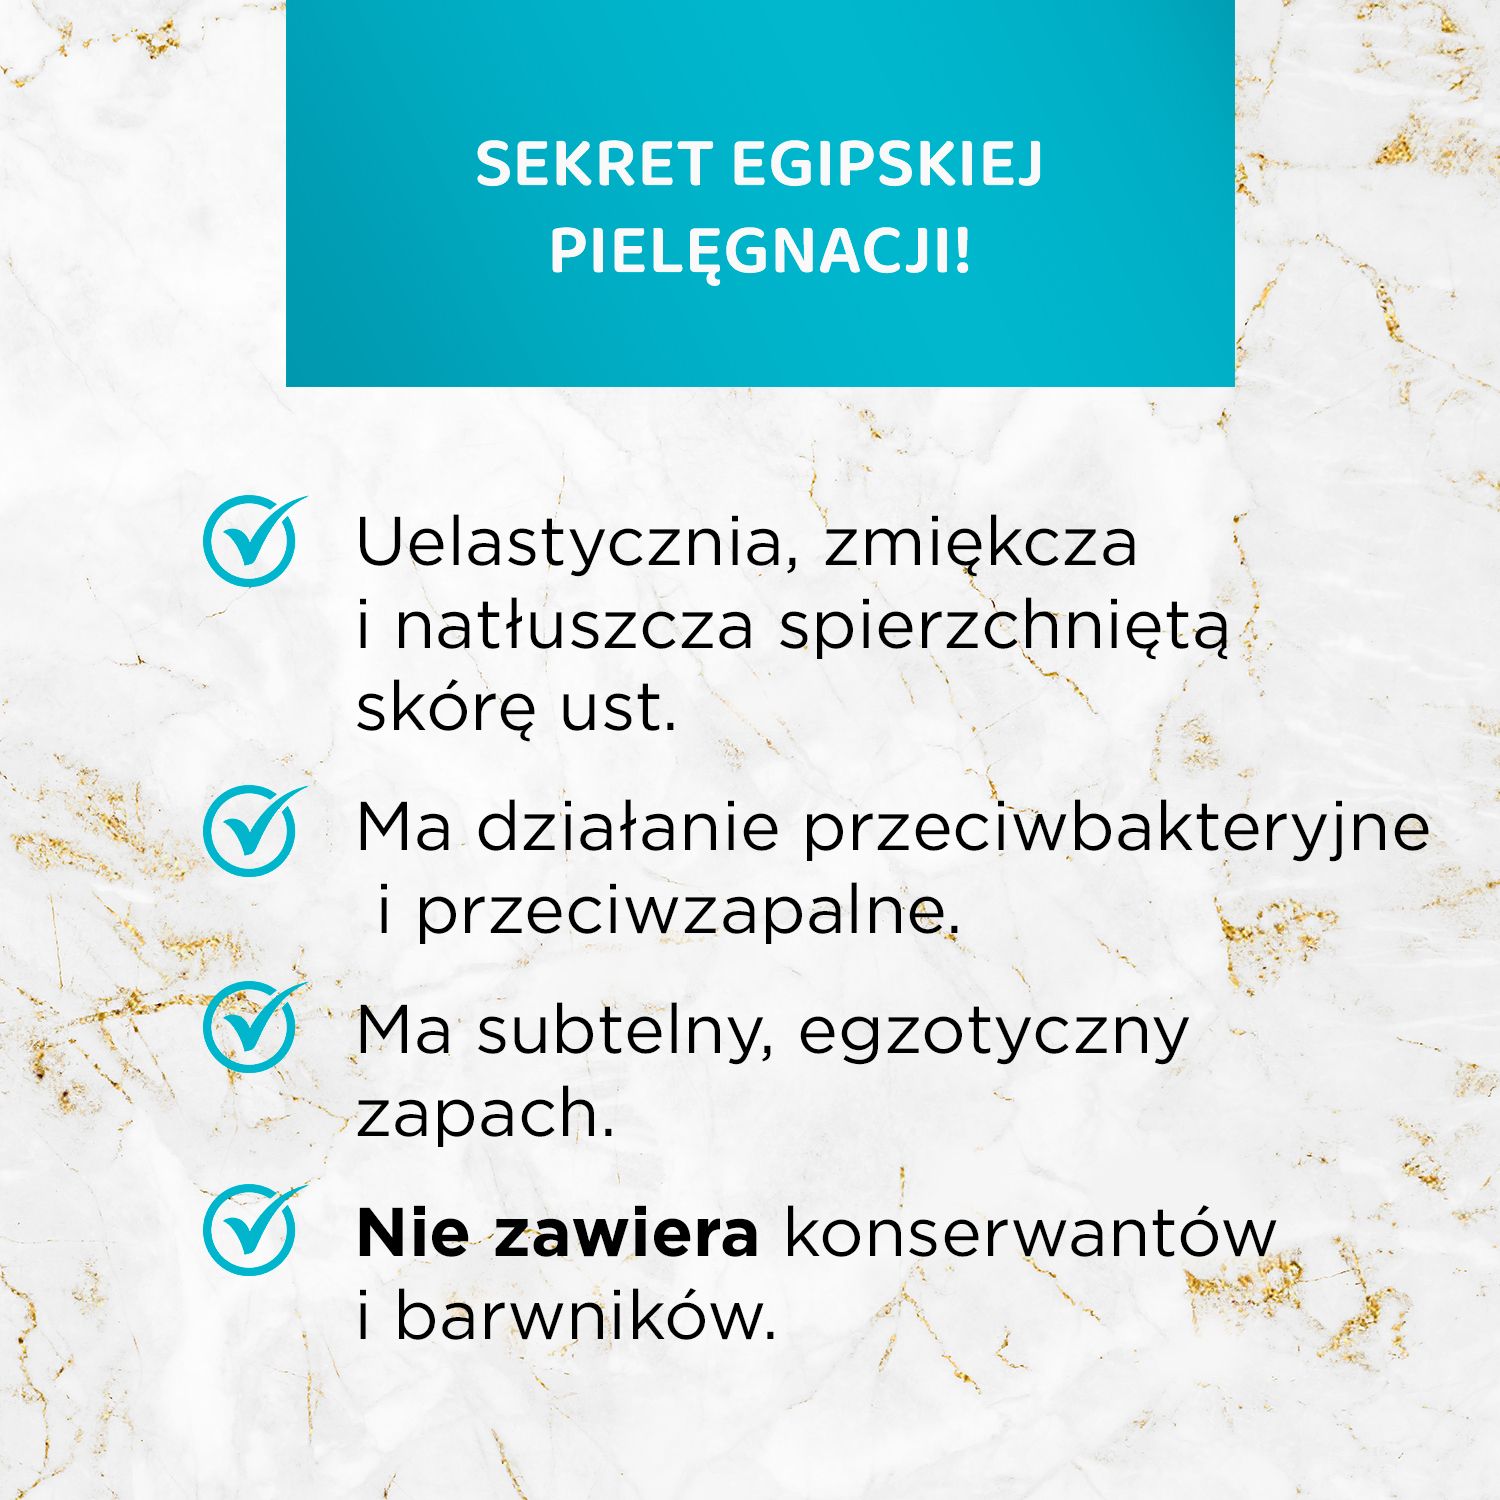 SEKRET EGIPSKIEJ
PIELĘGNACJI!
Uelastycznia, zmiękcza
i natłuszcza spierzchniętą
skórę ust.
Ma działanie przeciwbakteryjne
i przeciwzapalne.
Ma subtelny, egzotyczny
zapach.
Nie zawiera konserwantów
i barwników.